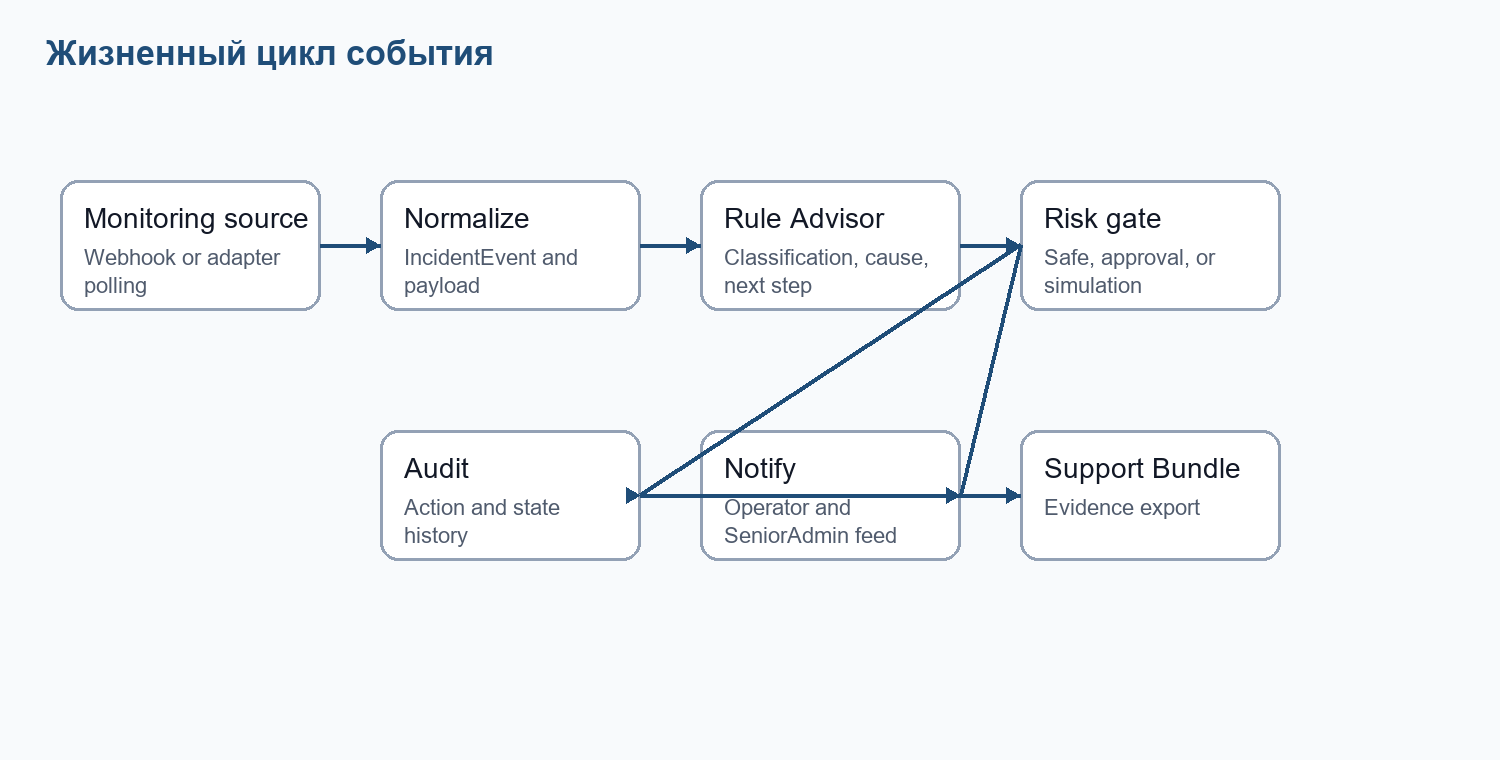 Жизненный цикл события
Monitoring source
Webhook or adapter
polling
Normalize
IncidentEvent and
payload
Rule Advisor
Classification, cause,
next step
Risk gate
Safe, approval, or
simulation
Audit
Action and state
history
Notify
Operator and
SeniorAdmin feed
Support Bundle
Evidence export